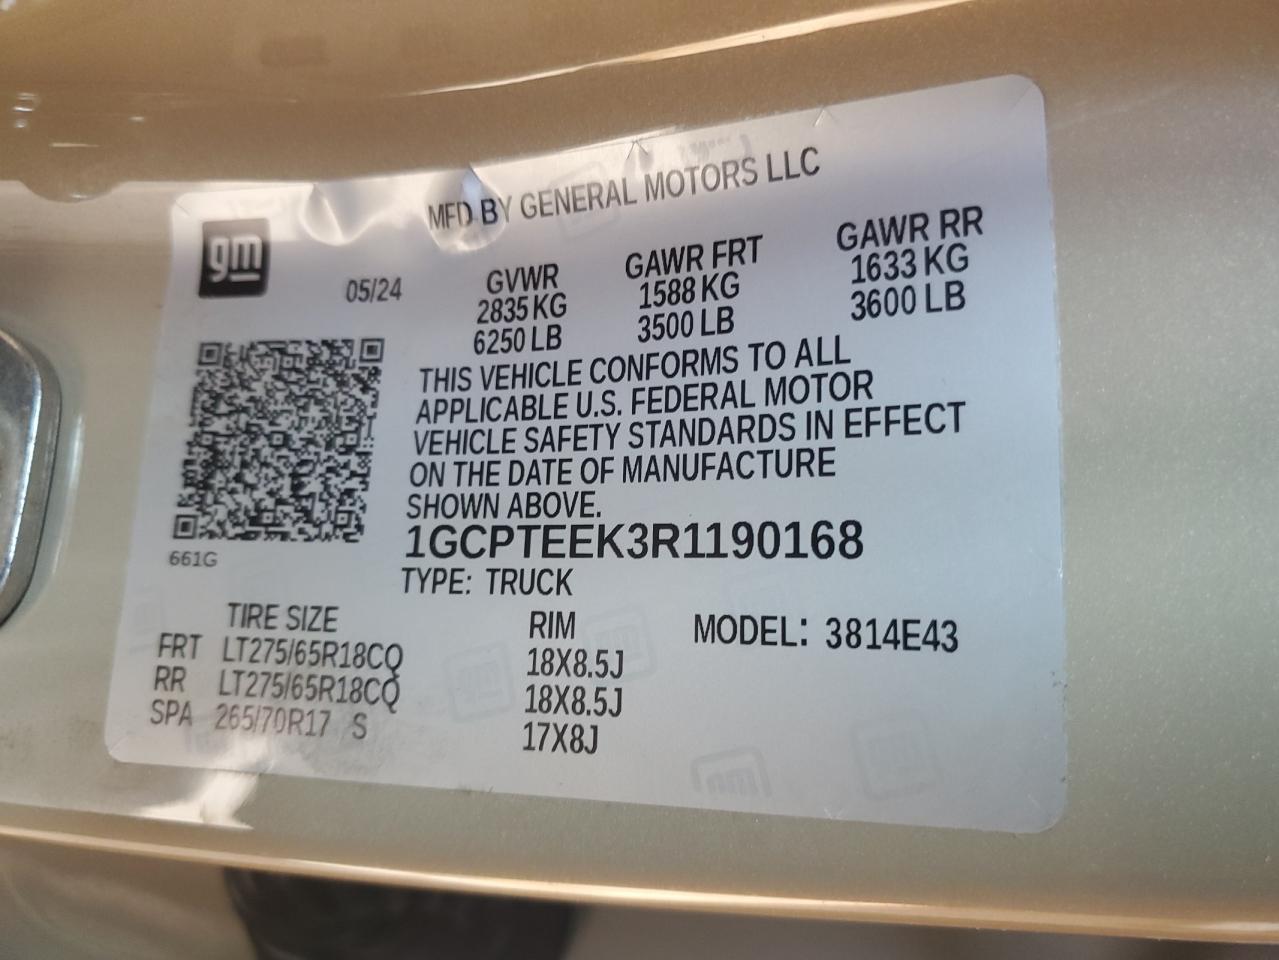 MFD BY GENERAL MOTORS LLC
gm
05/24
GVWR GAWR FRT GAWR RR
2835 KG 1588 KG 1633 KG
6250 LB 3500 LB 3600 LB
THIS VEHICLE CONFORMS TO ALL
APPLICABLE U.S. FEDERAL MOTOR
VEHICLE SAFETY STANDARDS IN EFFECT
ON THE DATE OF MANUFACTURE
SHOWN ABOVE.
1GCPTEEK3R1190168
661G
TYPE: TRUCK
TIRE SIZE RIM MODEL: 3814E43
FRT LT275/65R18CQ 18X8.5J
RR LT275/65R18CQ 18X8.5J
SPA 265/70R17 S 17X8J